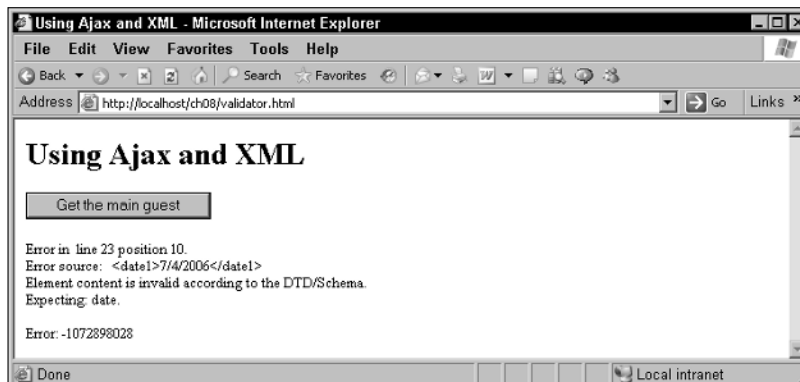 Using Ajax and XML - Microsoft Internet Explorer
File Edit View Favorites Tools Help
Back Search Favorites
Address http://localhost/ch08/validator.html Go Links »
Using Ajax and XML
Get the main guest
Error in line 23 position 10.
Error source: <date1>7/4/2006</date1>
Element content is invalid according to the DTD/Schema.
Expecting: date.
Error: -1072898028
Done Local intranet